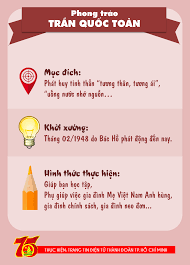 Phong trào
TRẦN QUỐC TOẢN
Mục đích:
Phát huy tinh thần “tương thân, tương ái”,
“uống nước nhớ nguồn...
Khởi xướng:
Tháng 02/1948 do Bác Hồ phát động đến nay.
Hình thức thực hiện:
Giúp bạn học tập,
Phụ giúp việc gia đình Mẹ Việt Nam Anh hùng,
gia đình chính sách, gia đình neo đơn...
THỰC HIỆN: TRANG TIN ĐIỆN TỬ THÀNH ĐOÀN TP. HỒ CHÍ MINH